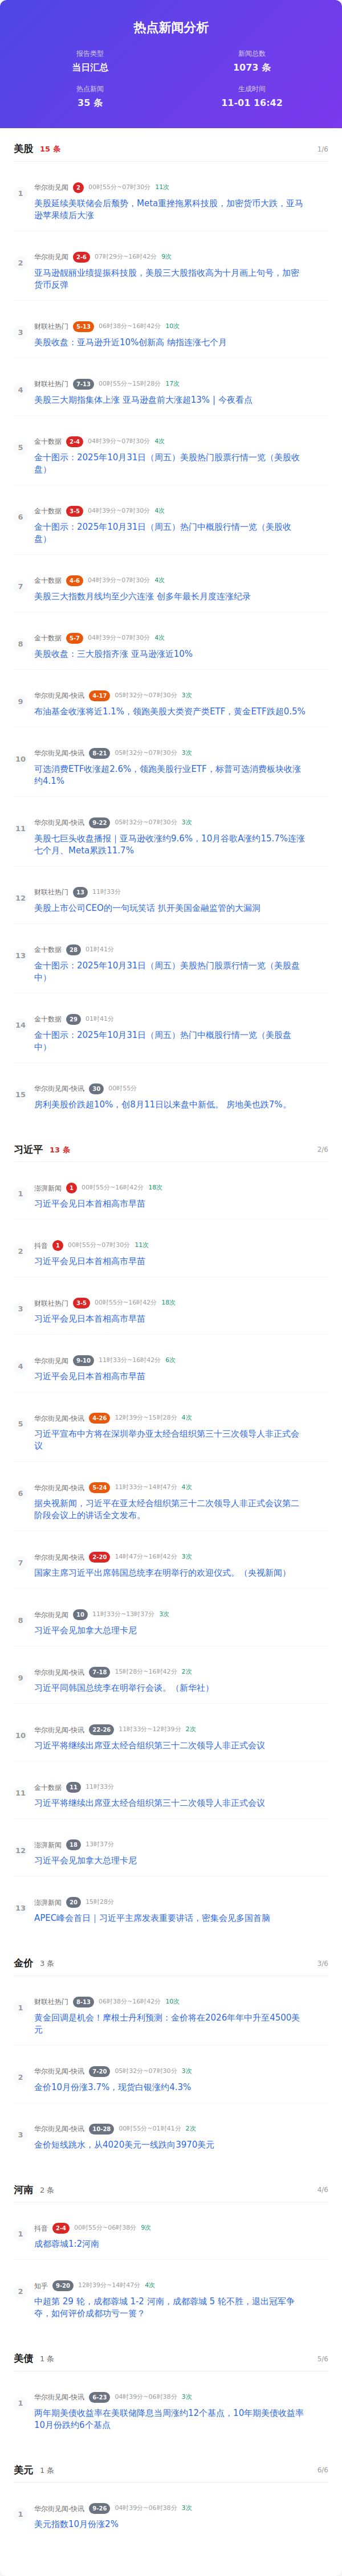 热点新闻分析
报告类型
新闻总数
当日汇总
1073 条
热点新闻
生成时间
35 条
11-01 16:42
美股 15 条 1/6
1
华尔街见闻 2 00时55分~07时30分 11次
美股延续美联储会后颓势，Meta重挫拖累科技股，加密货币大跌，亚马
逊苹果绩后大涨
2
华尔街见闻 2-6 07时29分~16时42分 9次
亚马逊靓丽业绩提振科技股，美股三大股指收高为十月画上句号，加密
货币反弹
3
财联社热门 5-13 06时38分~16时42分 10次
美股收盘：亚马逊升近10%创新高 纳指连涨七个月
4
财联社热门 7-13 00时55分~15时28分 17次
美股三大期指集体上涨 亚马逊盘前大涨超13% | 今夜看点
5
金十数据 2-4 04时39分~07时30分 4次
金十图示：2025年10月31日（周五）美股热门股票行情一览（美股收
盘）
6
金十数据 3-5 04时39分~07时30分 4次
金十图示：2025年10月31日（周五）热门中概股行情一览（美股收
盘）
7
金十数据 4-6 04时39分~07时30分 4次
美股三大指数月线均至少六连涨 创多年最长月度连涨纪录
8
金十数据 5-7 04时39分~07时30分 4次
美股收盘：三大股指齐涨 亚马逊涨近10%
9
华尔街见闻-快讯 4-17 05时32分~07时30分 3次
布油基金收涨将近1.1%，领跑美股大类资产类ETF，黄金ETF跌超0.5%
10
华尔街见闻-快讯 8-21 05时32分~07时30分 3次
可选消费ETF收涨超2.6%，领跑美股行业ETF，标普可选消费板块收涨
约4.1%
11
华尔街见闻-快讯 9-22 05时32分~07时30分 3次
美股七巨头收盘播报｜亚马逊收涨约9.6%，10月谷歌A涨约15.7%连涨
七个月、Meta累跌11.7%
12
财联社热门 13 11时33分
美股上市公司CEO的一句玩笑话 扒开美国金融监管的大漏洞
13
金十数据 28 01时41分
金十图示：2025年10月31日（周五）美股热门股票行情一览（美股盘
中）
14
金十数据 29 01时41分
金十图示：2025年10月31日（周五）热门中概股行情一览（美股盘
中）
15
华尔街见闻-快讯 30 00时55分
房利美股价跌超10%，创8月11日以来盘中新低。 房地美也跌7%。
习近平 13 条 2/6
1
澎湃新闻 1 00时55分~16时42分 18次
习近平会见日本首相高市早苗
2
抖音 1 00时55分~07时30分 11次
习近平会见日本首相高市早苗
3
财联社热门 3-5 00时55分~16时42分 18次
习近平会见日本首相高市早苗
4
华尔街见闻 9-10 11时33分~16时42分 6次
习近平会见日本首相高市早苗
5
华尔街见闻-快讯 4-26 12时39分~15时28分 4次
习近平宣布中方将在深圳举办亚太经合组织第三十三次领导人非正式会
议
6
华尔街见闻-快讯 5-24 11时33分~14时47分 4次
据央视新闻，习近平在亚太经合组织第三十二次领导人非正式会议第二
阶段会议上的讲话全文发布。
7
华尔街见闻-快讯 2-20 14时47分~16时42分 3次
国家主席习近平出席韩国总统李在明举行的欢迎仪式。（央视新闻）
8
华尔街见闻 10 11时33分~13时37分 3次
习近平会见加拿大总理卡尼
9
华尔街见闻-快讯 7-18 15时28分~16时42分 2次
习近平同韩国总统李在明举行会谈。（新华社）
10
华尔街见闻-快讯 22-26 11时33分~12时39分 2次
习近平将继续出席亚太经合组织第三十二次领导人非正式会议
11
金十数据 11 11时33分
习近平将继续出席亚太经合组织第三十二次领导人非正式会议
12
澎湃新闻 18 13时37分
习近平会见加拿大总理卡尼
13
澎湃新闻 20 15时28分
APEC峰会首日｜习近平主席发表重要讲话，密集会见多国首脑
金价 3 条 3/6
1
财联社热门 8-13 06时38分~16时42分 10次
黄金回调是机会！摩根士丹利预测：金价将在2026年年中升至4500美
元
2
华尔街见闻-快讯 7-20 05时32分~07时30分 3次
金价10月份涨3.7%，现货白银涨约4.3%
3
华尔街见闻-快讯 10-28 00时55分~01时41分 2次
金价短线跳水，从4020美元一线跌向3970美元
河南 2 条 4/6
1
抖音 2-4 00时55分~06时38分 9次
成都蓉城1:2河南
2
知乎 9-20 12时39分~14时47分 4次
中超第 29 轮，成都蓉城 1-2 河南，成都蓉城 5 轮不胜，退出冠军争
夺，如何评价成都功亏一篑？
美债 1 条 5/6
1
华尔街见闻-快讯 6-23 04时39分~06时38分 3次
两年期美债收益率在美联储降息当周涨约12个基点，10年期美债收益率
10月份跌约6个基点
美元 1 条 6/6
1
华尔街见闻-快讯 9-26 04时39分~06时38分 3次
美元指数10月份涨2%